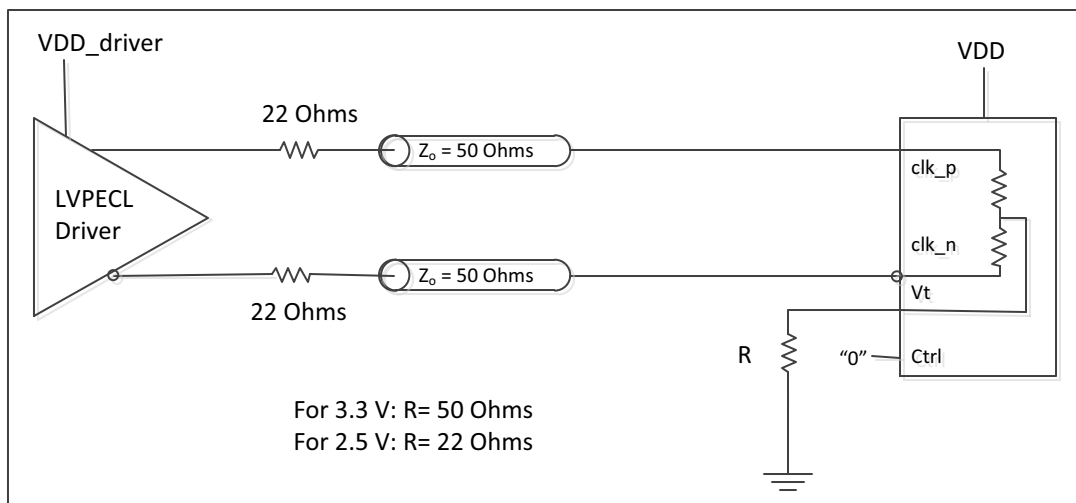 VDD_driver
VDD
22 Ohms
Zo = 50 Ohms
clk_p
LVPECL
Driver
clk_n
Zo = 50 Ohms
Vt
22 Ohms
R
“0”
Ctrl
For 3.3 V: R= 50 Ohms
For 2.5 V: R= 22 Ohms